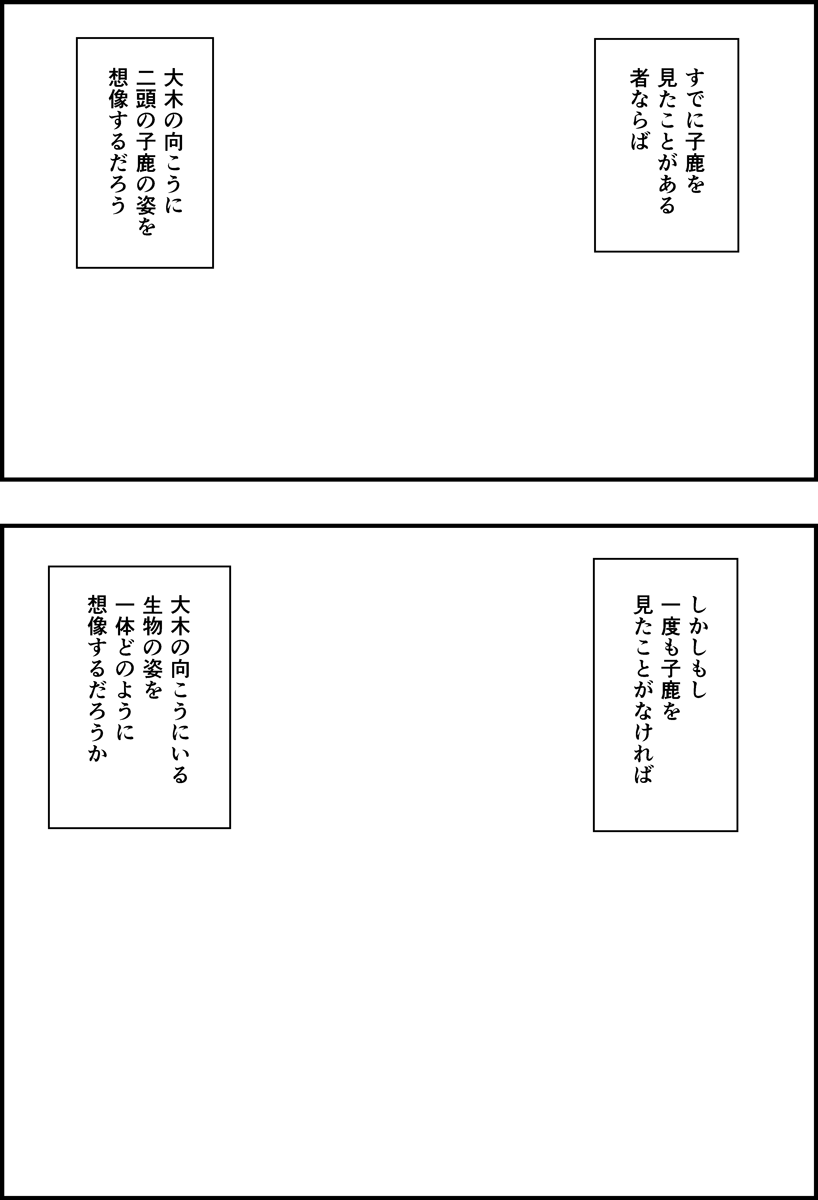 すでに子鹿を
見たことがある
者ならば
大木の向こうに
二頭の子鹿の姿を
想像するだろう
しかしもし
一度も子鹿を
見たことがなければ
大木の向こうにいる
生物の姿を
一体どのように
想像するだろうか